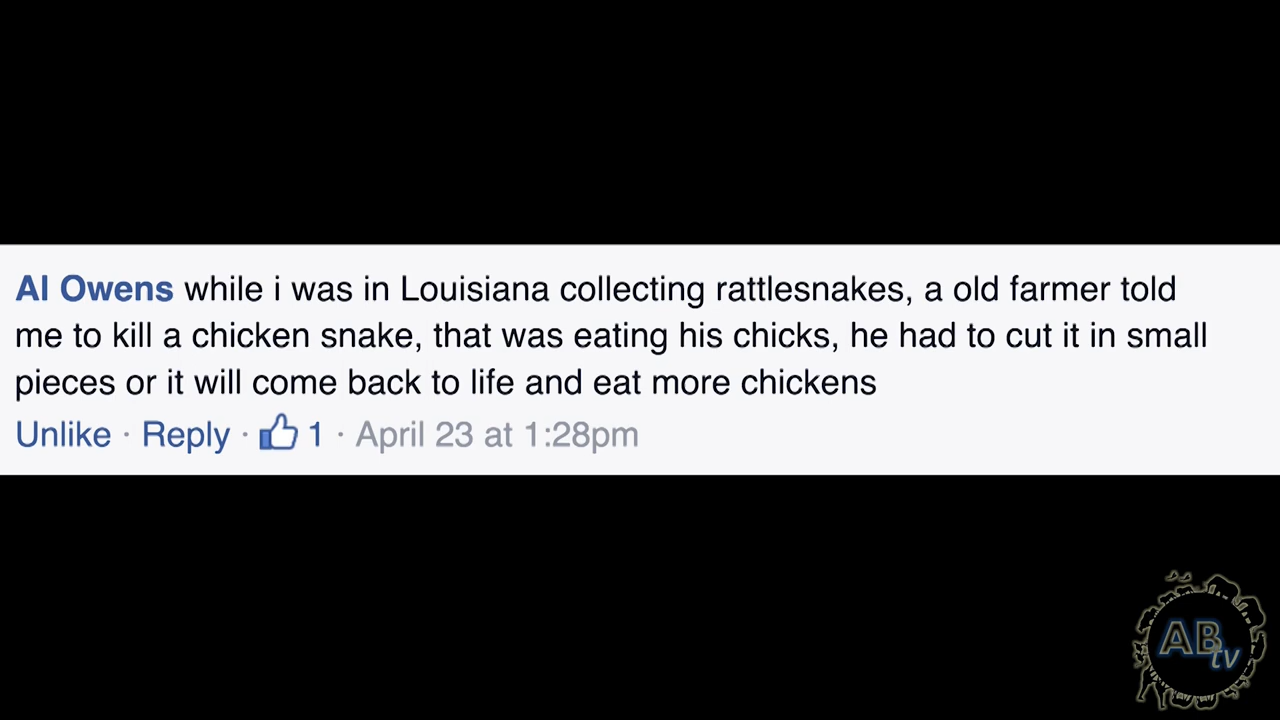 Al Owens while i was in Louisiana collecting rattlesnakes, a old farmer told
me to kill a chicken snake, that was eating his chicks, he had to cut it in small
pieces or it will come back to life and eat more chickens
Unlike · Reply · 1 · April 23 at 1:28pm
AB
tv